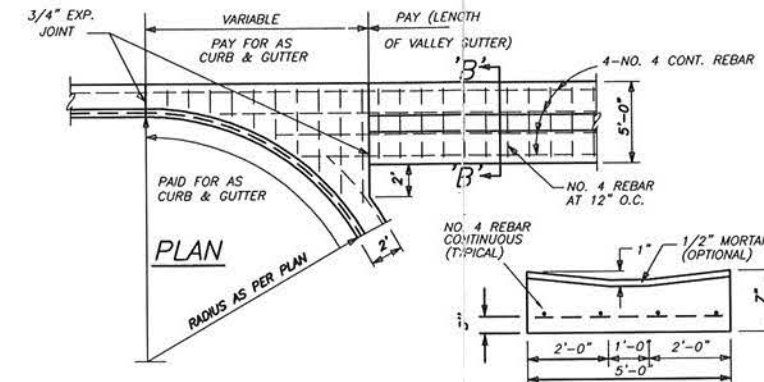 3/4" EXP.
JOINT
VARIABLE
PAY FOR AS
CURB & GUTTER
PAY (LENGTH
OF VALLEY GUTTER)
'B'
4-NO. 4 CONT. REBAR
5'-0"
PAID FOR AS
CURB & GUTTER
2'
'B'
NO. 4 REBAR
AT 12" O.C.
PLAN
2'
RADIUS AS PER PLAN
NO. 4 REBAR
CONTINUOUS
(TYPICAL)
1"
1/2" MORTAR
(OPTIONAL)
7"
2'-0"
1'-0"
2'-0"
5'-0"